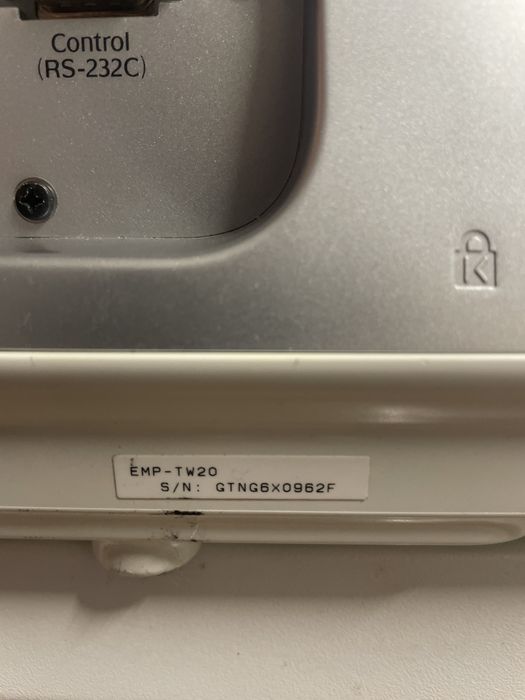 Control
(RS-232C)
EMP-TW20
S/N: GTNG6X0962F